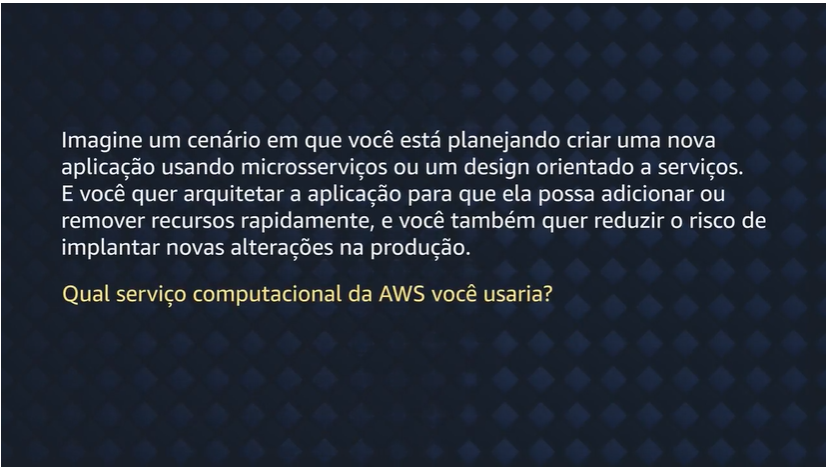 Imagine um cenário em que você está planejando criar uma nova
aplicação usando microsserviços ou um design orientado a serviços.
E você quer arquitetar a aplicação para que ela possa adicionar ou
remover recursos rapidamente, e você também quer reduzir o risco de
implantar novas alterações na produção.
Qual serviço computacional da AWS você usaria?